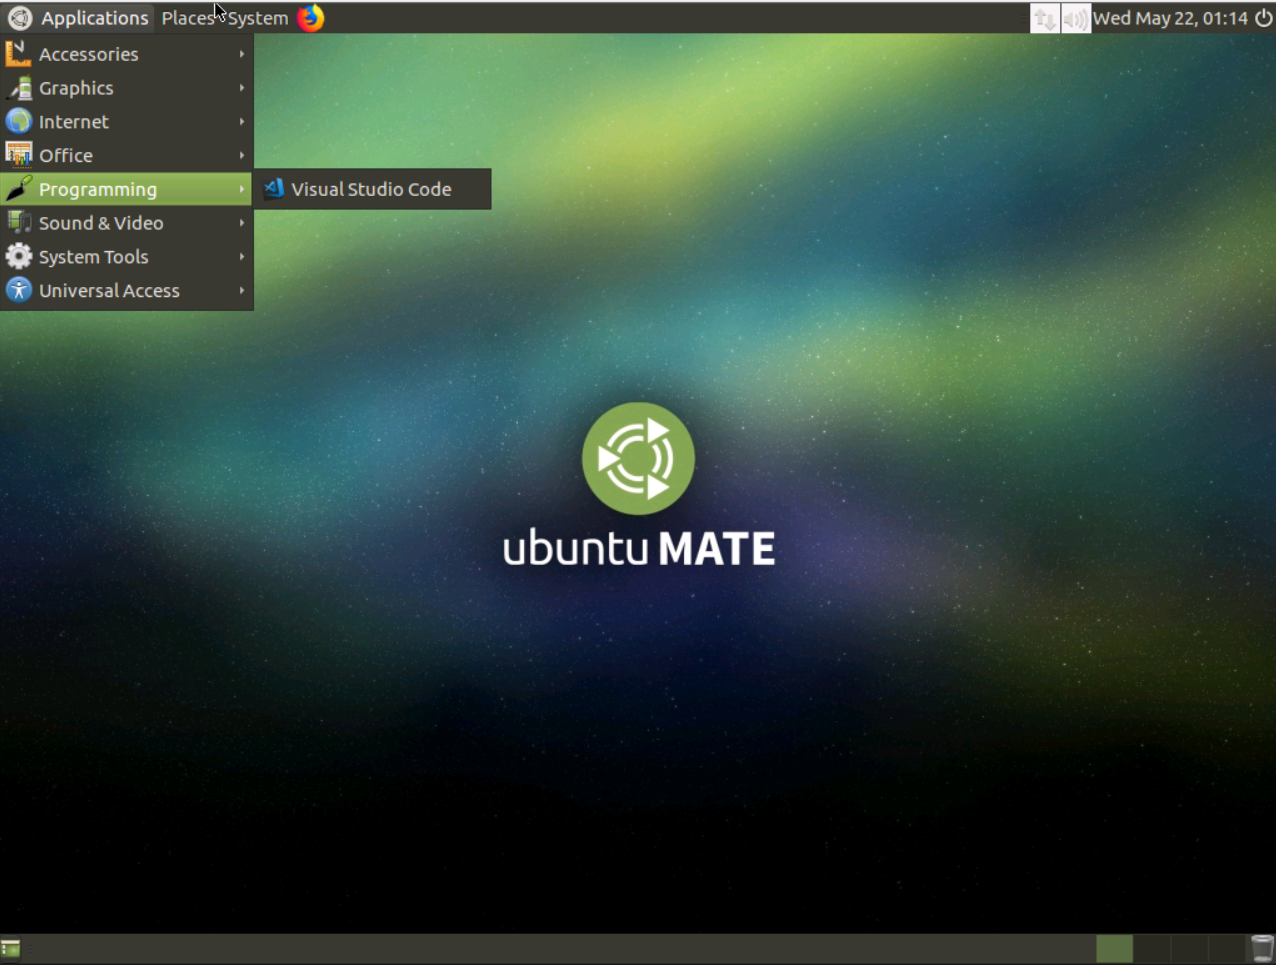 Applications Places System Wed May 22, 01:14
Accessories
Graphics
Internet
Office
Programming Visual Studio Code
Sound & Video
System Tools
Universal Access
ubuntu MATE